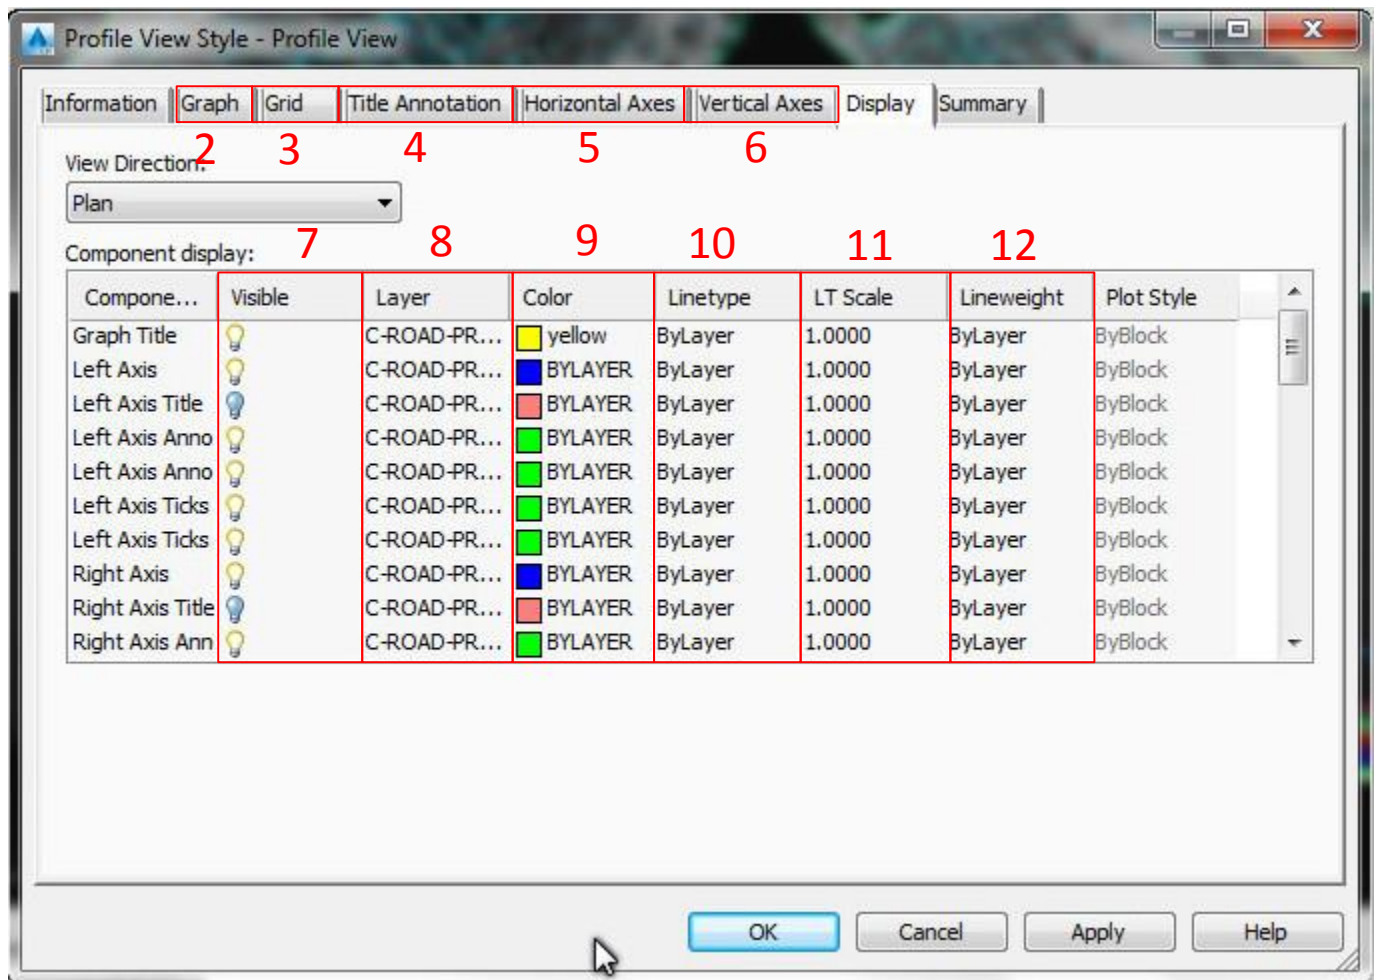 Profile View Style - Profile View
Information Graph Grid Title Annotation Horizontal Axes Vertical Axes Display Summary
2 3 4 5 6
View Direction:
Plan
7 8 9 10 11 12
Component display:
Compone... Visible Layer Color Linetype LT Scale Lineweight Plot Style
Graph Title C-ROAD-PR... yellow ByLayer 1.0000 ByLayer ByBlock
Left Axis C-ROAD-PR... BYLAYER ByLayer 1.0000 ByLayer ByBlock
Left Axis Title C-ROAD-PR... BYLAYER ByLayer 1.0000 ByLayer ByBlock
Left Axis Anno C-ROAD-PR... BYLAYER ByLayer 1.0000 ByLayer ByBlock
Left Axis Anno C-ROAD-PR... BYLAYER ByLayer 1.0000 ByLayer ByBlock
Left Axis Ticks C-ROAD-PR... BYLAYER ByLayer 1.0000 ByLayer ByBlock
Left Axis Ticks C-ROAD-PR... BYLAYER ByLayer 1.0000 ByLayer ByBlock
Right Axis C-ROAD-PR... BYLAYER ByLayer 1.0000 ByLayer ByBlock
Right Axis Title C-ROAD-PR... BYLAYER ByLayer 1.0000 ByLayer ByBlock
Right Axis Ann C-ROAD-PR... BYLAYER ByLayer 1.0000 ByLayer ByBlock
OK Cancel Apply Help